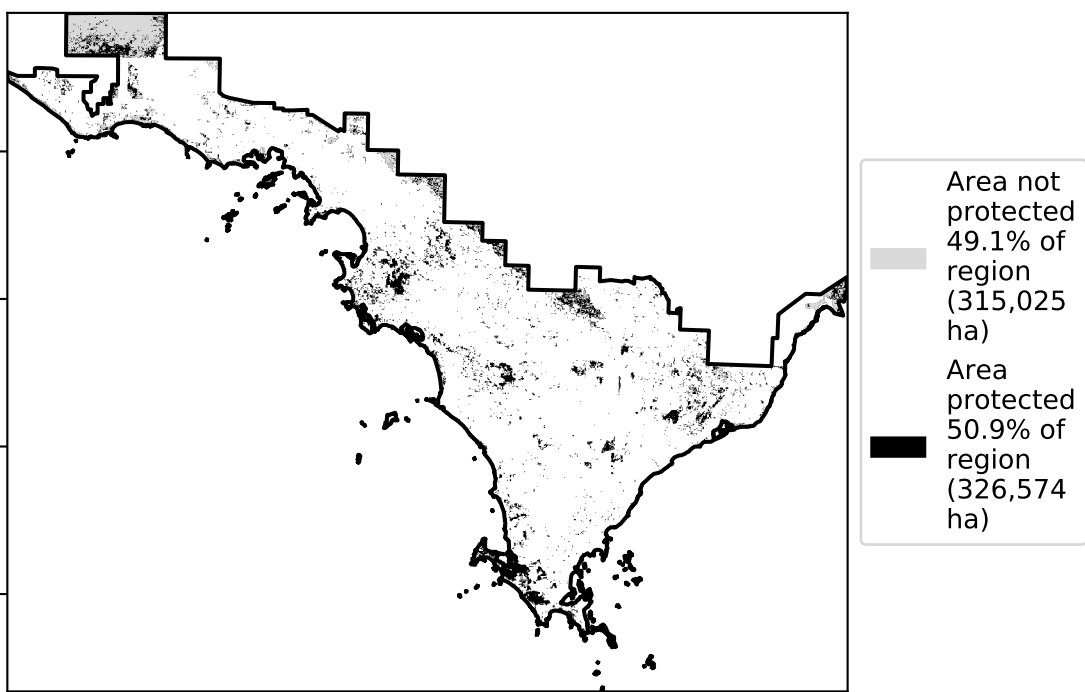 Area not
protected
49.1% of
region
(315,025
ha)
Area
protected
50.9% of
region
(326,574
ha)